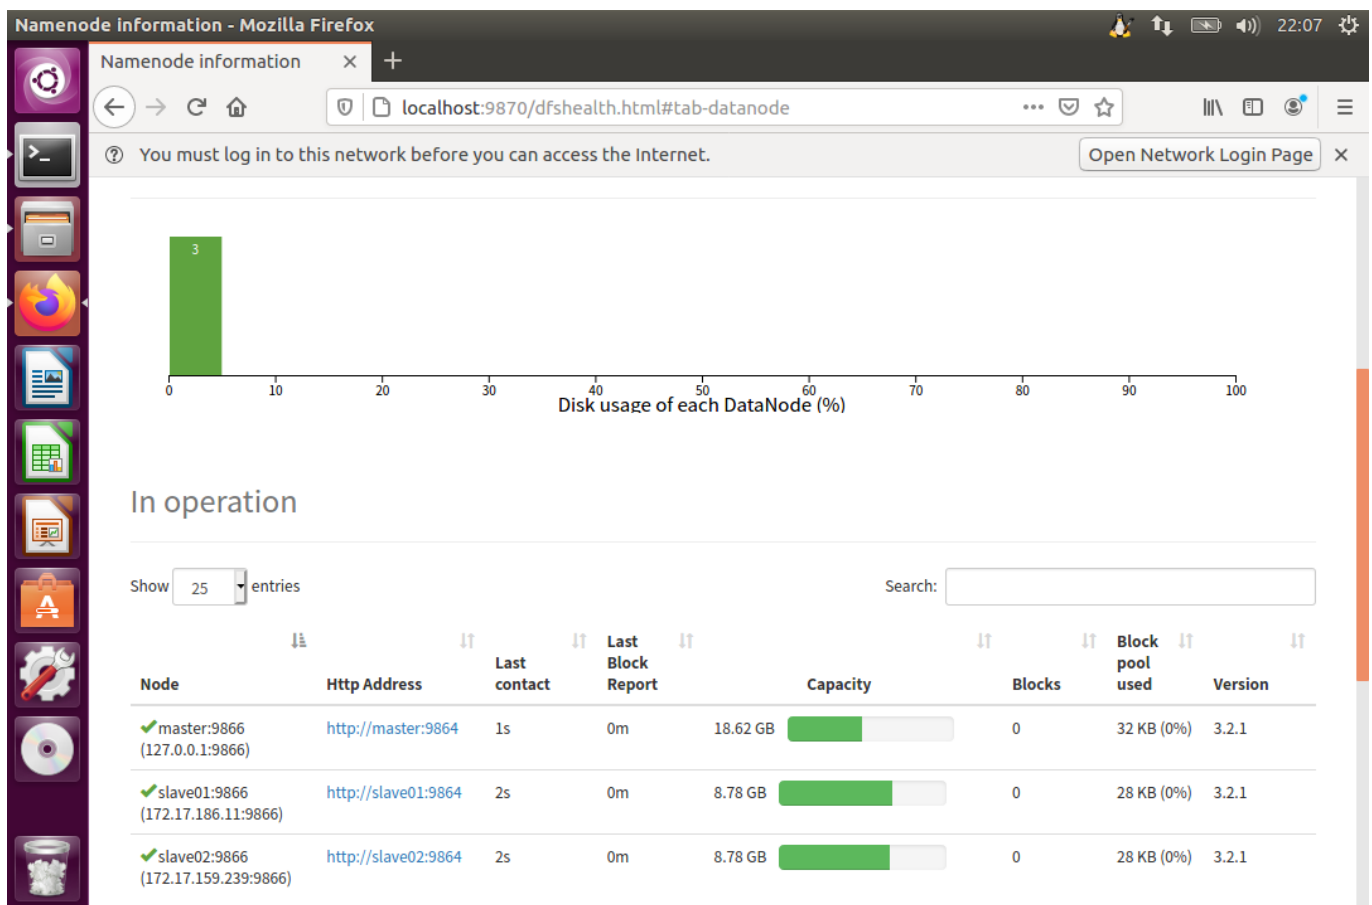 Namenode information - Mozilla Firefox
22:07
Namenode information
localhost:9870/dfshealth.html#tab-datanode
You must log in to this network before you can access the Internet.
Open Network Login Page
3
0 10 20 30 40 50 60 70 80 90 100
Disk usage of each DataNode (%)
In operation
Show 25 entries
Search:
Node Http Address Last contact Last Block Report Capacity Blocks Block pool used Version
master:9866 http://master:9864 1s 0m 18.62 GB 0 32 KB (0%) 3.2.1
(127.0.0.1:9866)
slave01:9866 http://slave01:9864 2s 0m 8.78 GB 0 28 KB (0%) 3.2.1
(172.17.186.11:9866)
slave02:9866 http://slave02:9864 2s 0m 8.78 GB 0 28 KB (0%) 3.2.1
(172.17.159.239:9866)